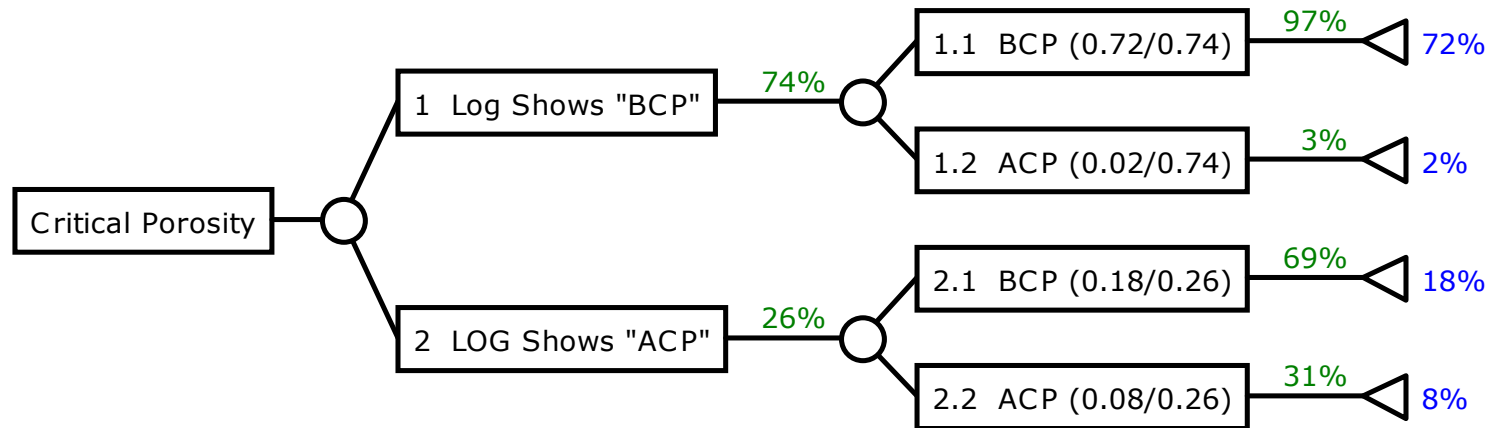 Critical Porosity
1 Log Shows "BCP"
74%
1.1 BCP (0.72/0.74)
97%
72%
1.2 ACP (0.02/0.74)
3%
2%
2 LOG Shows "ACP"
26%
2.1 BCP (0.18/0.26)
69%
18%
2.2 ACP (0.08/0.26)
31%
8%